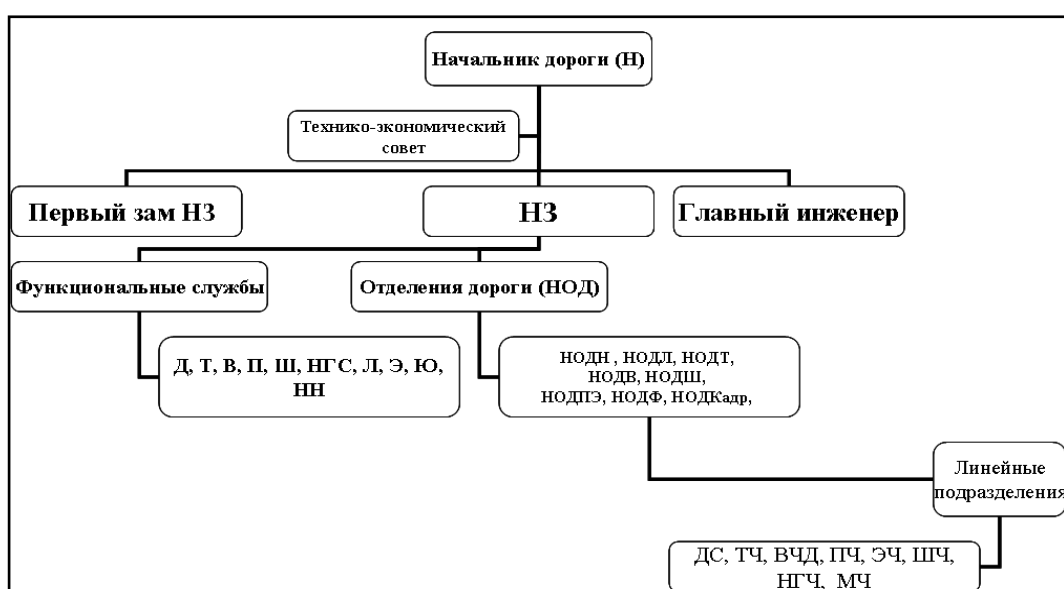 Начальник дороги (Н)
Технико-экономический
совет
Первый зам НЗ
НЗ
Главный инженер
Функциональные службы
Отделения дороги (НОД)
Д, Т, В, П, Ш, НГС, Л, Э, Ю,
НН
НОДН , НОДЛ, НОДТ,
НОДВ, НОДШ,
НОДПЭ, НОДФ, НОДКадр,
Линейные
подразделения
ДС, ТЧ, ВЧД, ПЧ, ЭЧ, ШЧ,
НГЧ, МЧ